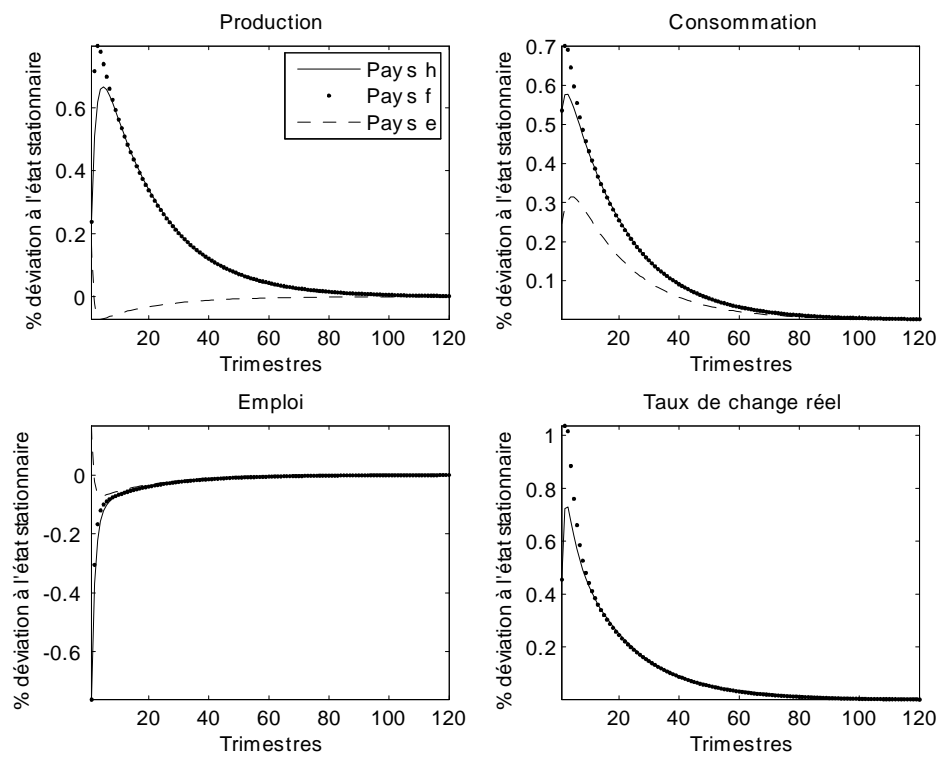 Production
% déviation à l'état stationnaire
0.6
0.4
0.2
0
Pays h
Pays f
Pays e
20 40 60 80 100 120
Trimestres
Consommation
% déviation à l'état stationnaire
0.7
0.6
0.5
0.4
0.3
0.2
0.1
20 40 60 80 100 120
Trimestres
Emploi
% déviation à l'état stationnaire
0
-0.2
-0.4
-0.6
20 40 60 80 100 120
Trimestres
Taux de change réel
% déviation à l'état stationnaire
1
0.8
0.6
0.4
0.2
20 40 60 80 100 120
Trimestres